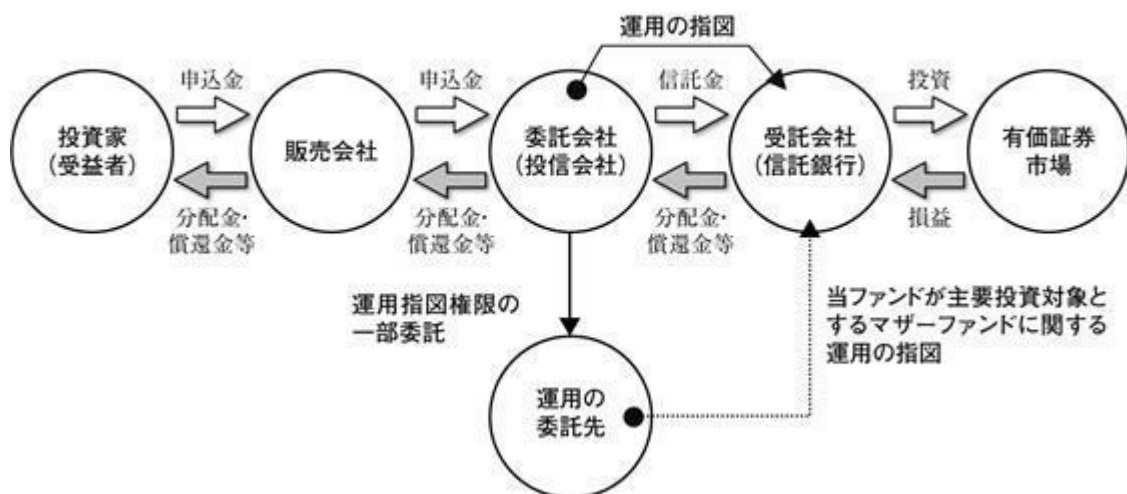 運用の指図
申込金
申込金
信託金
投資
投資家
(受益者)
販売会社
委託会社
(投信会社)
受託会社
(信託銀行)
有価証券
市場
分配金・
償還金等
分配金・
償還金等
分配金・
償還金等
損益
運用指図権限の
一部委託
当ファンドが主要投資対象と
するマザーファンドに関する
運用の指図
運用の
委託先